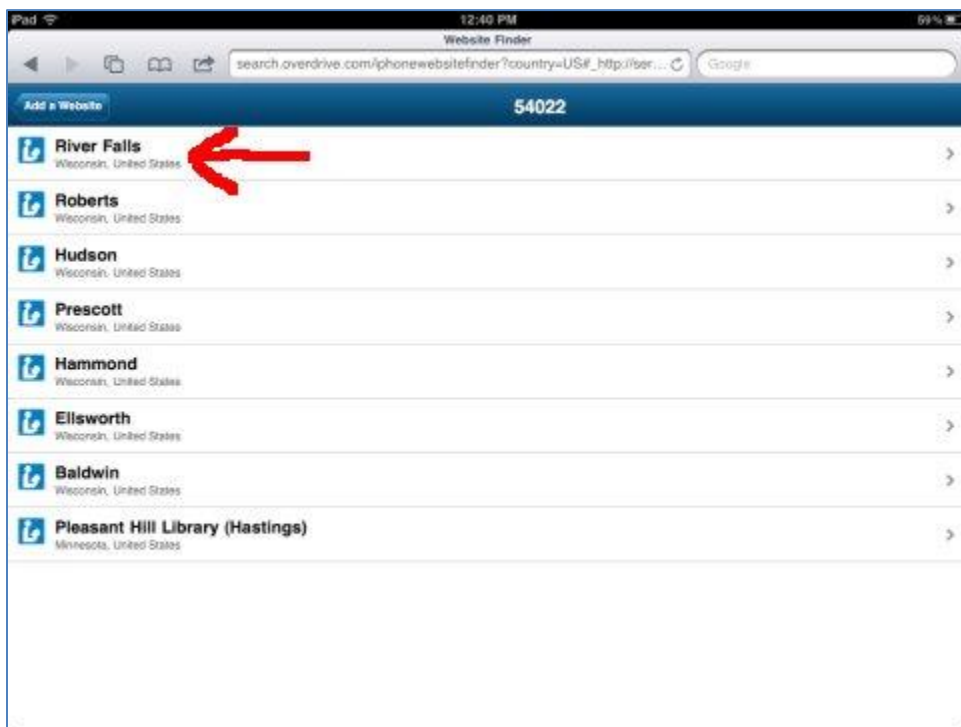 iPad 12:40 PM 59%
Website Finder
search.overdrive.com/iphonewebsitefinder?country=US#_http://ser... Google
Add a Website 54022
River Falls
Wisconsin, United States
Roberts
Wisconsin, United States
Hudson
Wisconsin, United States
Prescott
Wisconsin, United States
Hammond
Wisconsin, United States
Ellsworth
Wisconsin, United States
Baldwin
Wisconsin, United States
Pleasant Hill Library (Hastings)
Minnesota, United States